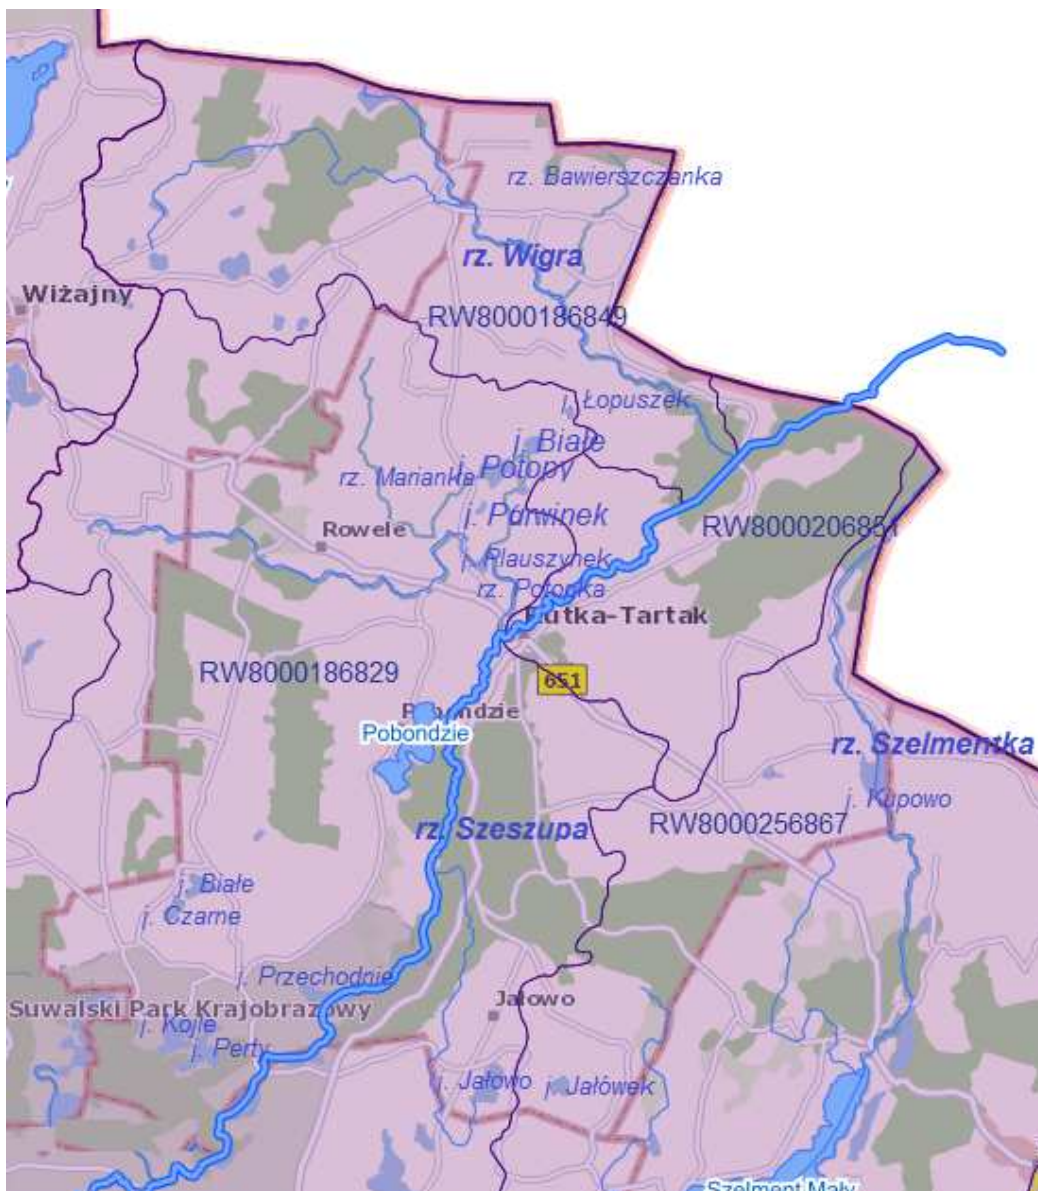 rz. Bawierszczanka
rz. Wigra
Wiżajny
RW8000186849
j. Łopuszek
j. Białe
j. Potopy
rz. Marianka
j. Purwinek
Rowele
RW8000206851
j. Plauszynek
rz. Potocka
Rutka-Tartak
RW8000186829
651
Pobondzie
Pobondzie
rz. Szelmentka
j. Kupowo
RW8000256867
rz. Szeszupa
j. Białe
j. Czarne
j. Przechodnie
Jałowo
Suwalski Park Krajobrazowy
j. Kojle
j. Perty
j. Jałowo
j. Jałówek
Szelment Mały